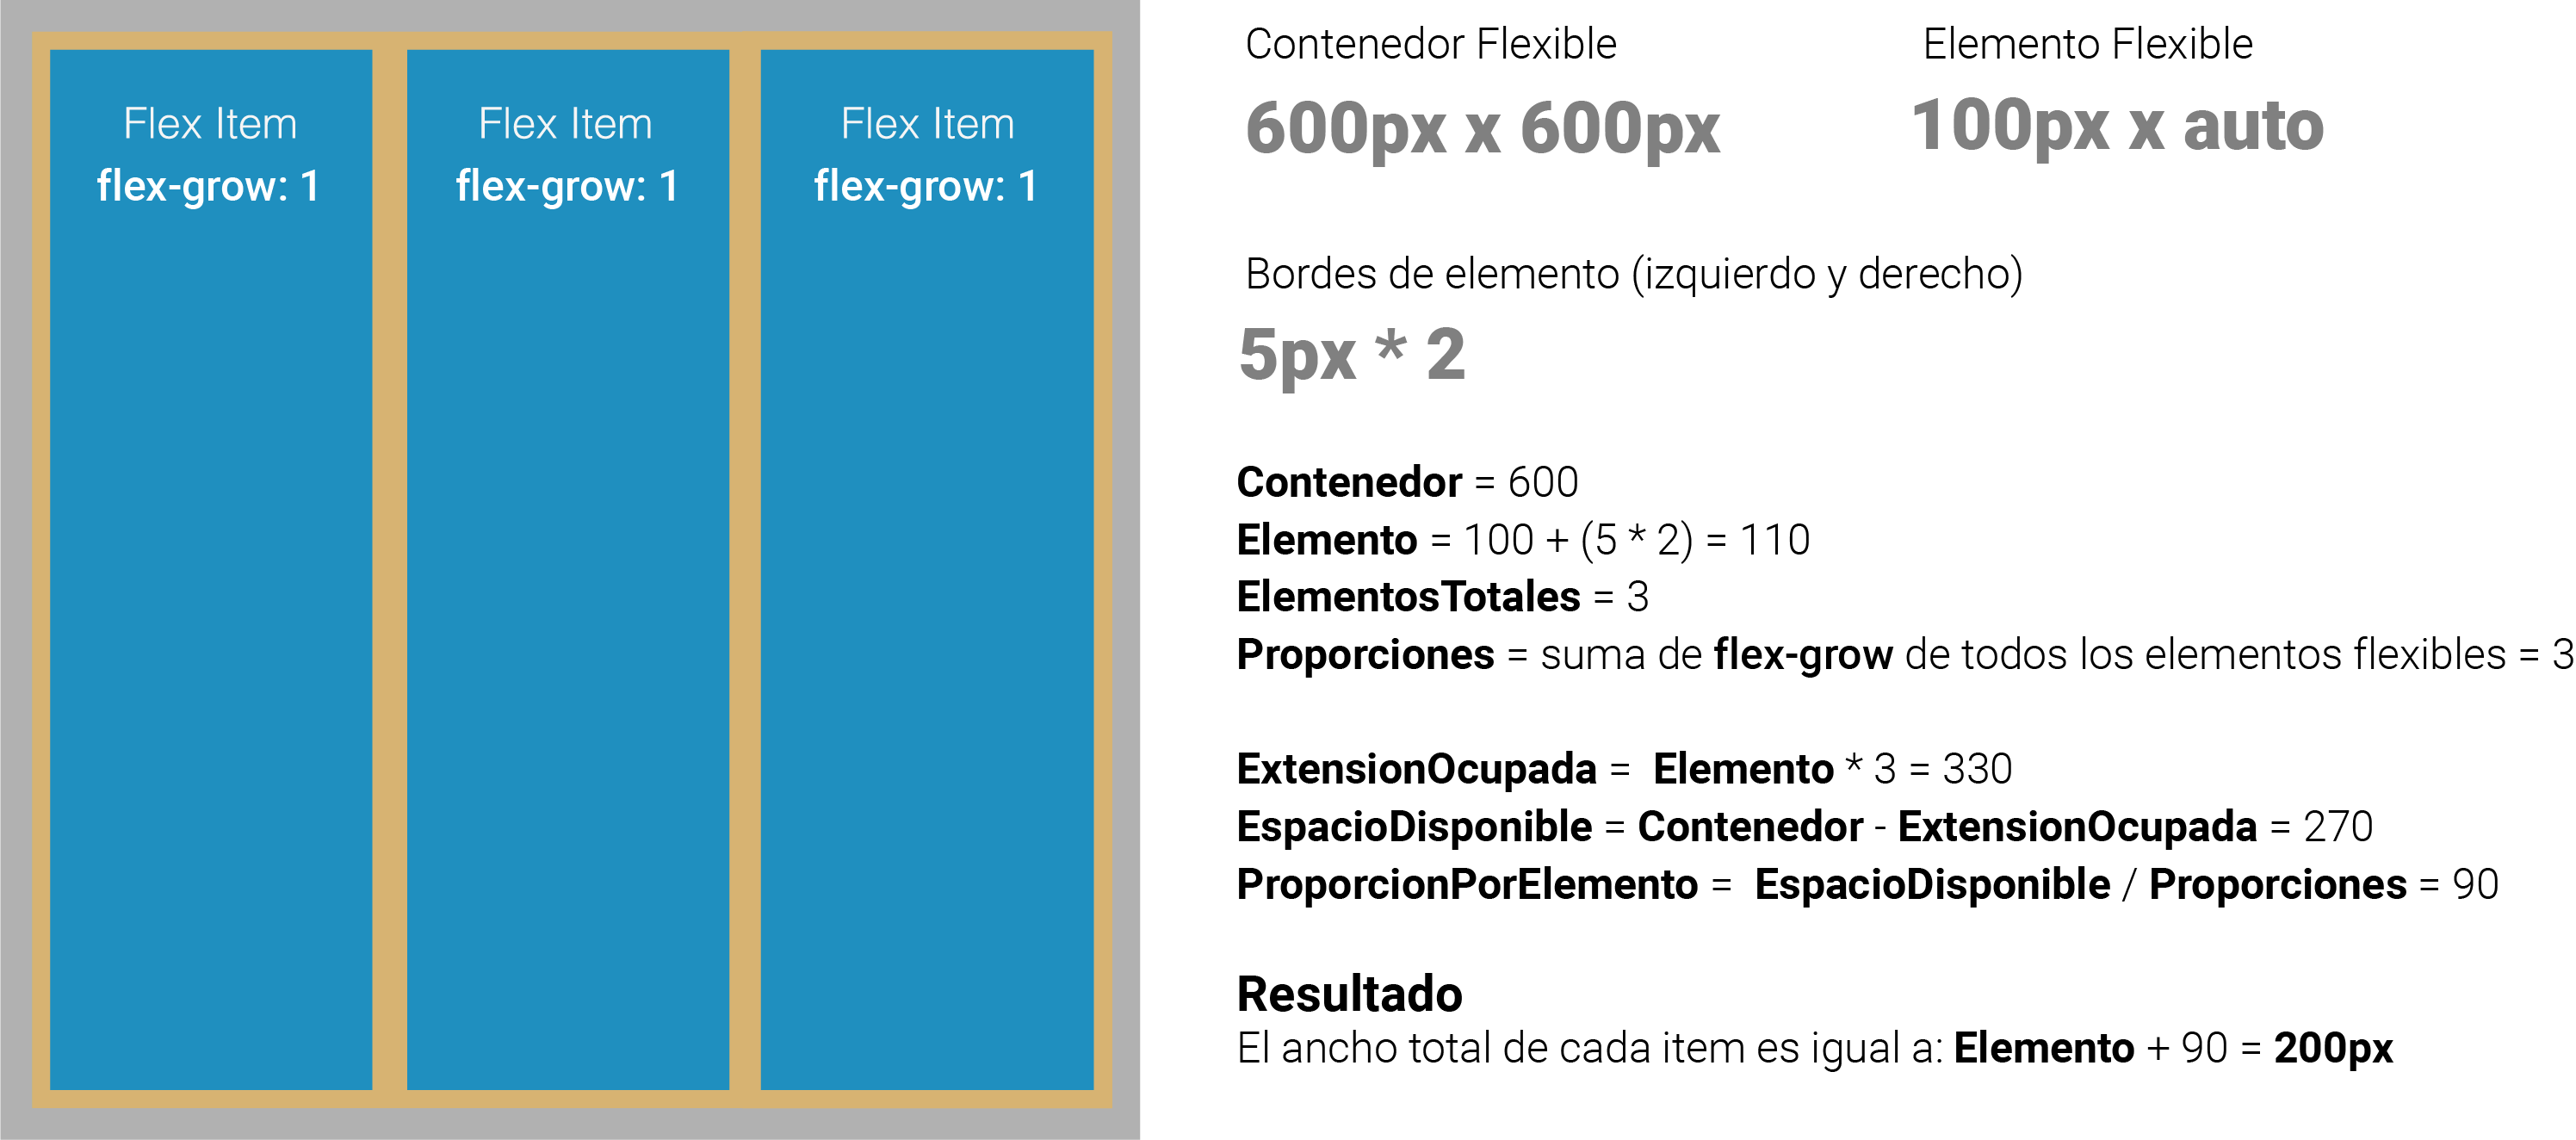 Flex Item
flex-grow: 1
Flex Item
flex-grow: 1
Flex Item
flex-grow: 1
Contenedor Flexible
600px x 600px
Elemento Flexible
100px x auto
Bordes de elemento (izquierdo y derecho)
5px * 2
Contenedor = 600
Elemento = 100 + (5 * 2) = 110
ElementosTotales = 3
Proporciones = suma de flex-grow de todos los elementos flexibles = 3
ExtensionOcupada = Elemento * 3 = 330
EspacioDisponible = Contenedor - ExtensionOcupada = 270
ProporcionPorElemento = EspacioDisponible / Proporciones = 90
Resultado
El ancho total de cada item es igual a: Elemento + 90 = 200px